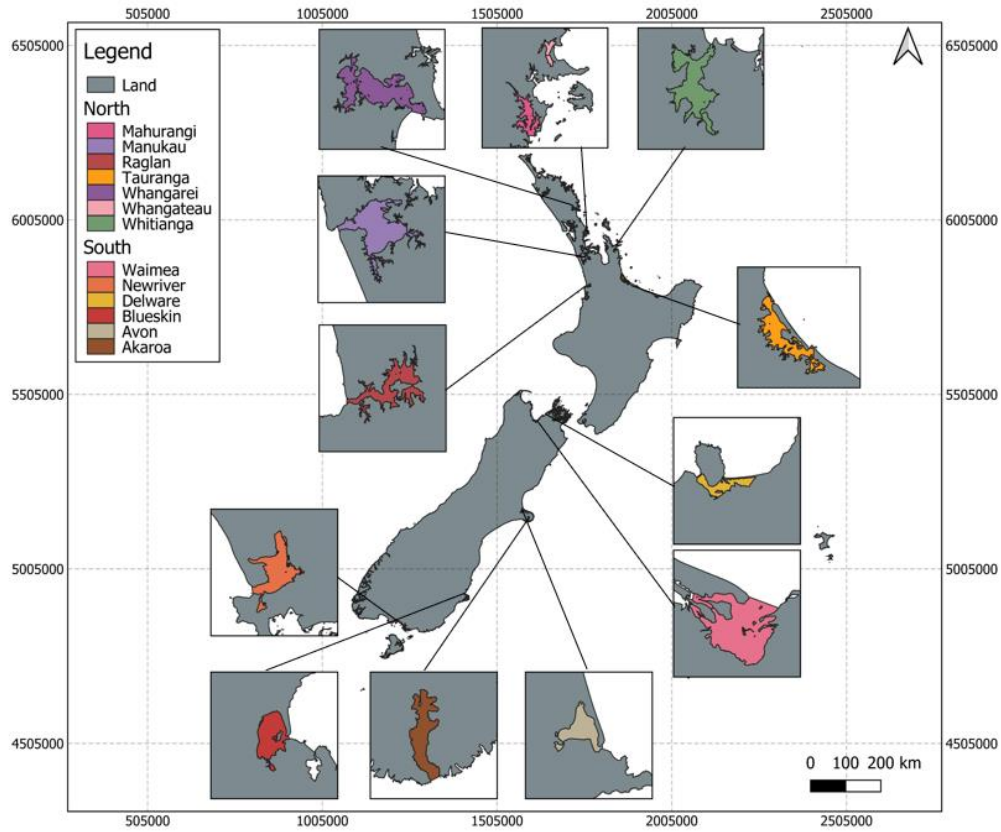 505000 1005000 1505000 2005000 2505000
6505000 6505000
Legend
Land
North
Mahurangi
Manukau
Raglan
Tauranga
Whangarei
Whangateau
Whitianga
South
Waimea
Newriver
Delware
Blueskin
Avon
Akaroa
6005000 6005000
5505000 5505000
5005000 5005000
4505000 4505000
0 100 200 km
505000 1005000 1505000 2005000 2505000